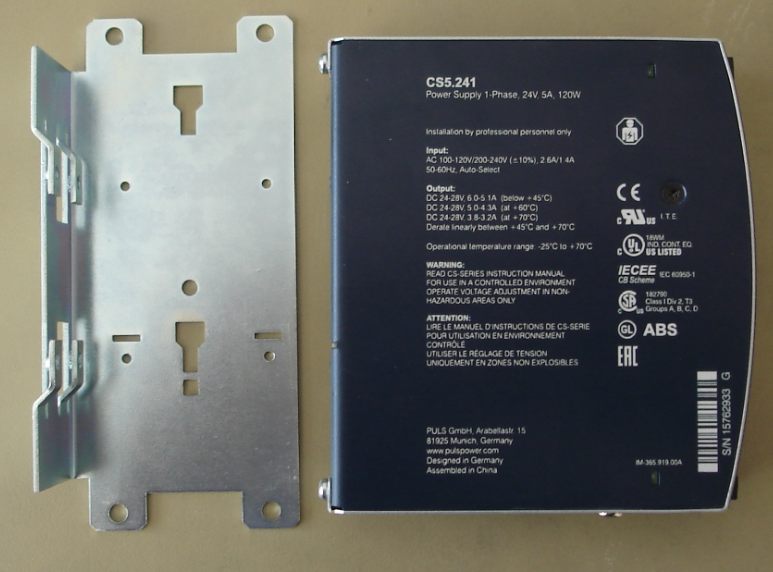 CS5.241
Power Supply 1-Phase, 24V, 5A, 120W
Installation by professional personnel only
Input:
AC 100-120V/200-240V (±10%), 2.6A/1.4A
50-60Hz, Auto-Select
Output:
DC 24-28V, 6.0-5.1A (below +45°C)
DC 24-28V, 5.0-4.3A (at +60°C)
DC 24-28V, 3.8-3.2A (at +70°C)
Derate linearly between +45°C and +70°C
Operational temperature range: -25°C to +70°C
WARNING:
READ CS-SERIES INSTRUCTION MANUAL
FOR USE IN A CONTROLLED ENVIRONMENT
OPERATE VOLTAGE ADJUSTMENT IN NON-
HAZARDOUS AREAS ONLY
ATTENTION:
LIRE LE MANUEL D'INSTRUCTIONS DE CS-SERIE
POUR UTILISATION EN ENVIRONNEMENT
CONTRÔLÉ
UTILISER LE RÉGLAGE DE TENSION
UNIQUEMENT EN ZONES NON EXPLOSIBLES
PULS GmbH, Arabellastr. 15
81925 Munich, Germany
www.pulspower.com
Designed in Germany
Assembled in China
CE
c RU US I.T.E.
c UL 18WM
IND. CONT. EQ.
US LISTED
IECEE IEC 60950-1
CB Scheme
c SA US 182790
Class I Div 2, T3
Groups A, B, C, D
GL ABS
EAC
IM-365.919.00A
S/N 15762933 G